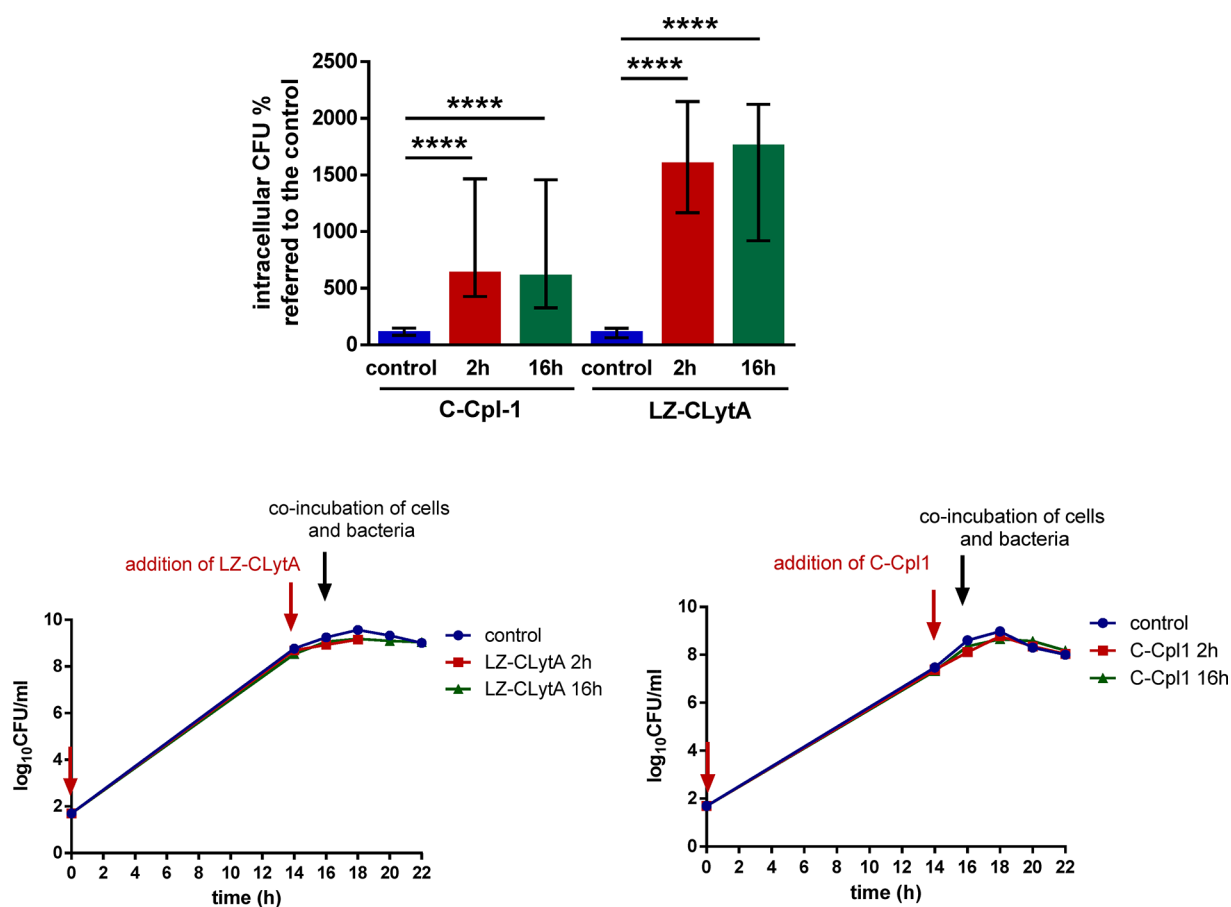 ****
****
****
****
intracellular CFU %
referred to the control
2500
2000
1500
1000
500
0
control 2h 16h control 2h 16h
C-Cpl-1 LZ-CLytA
co-incubation of cells
and bacteria
addition of LZ-CLytA
log10CFU/ml
10
8
6
4
2
0
0 2 4 6 8 10 12 14 16 18 20 22
time (h)
control
LZ-CLytA 2h
LZ-CLytA 16h
co-incubation of cells
and bacteria
addition of C-Cpl1
log10CFU/ml
10
8
6
4
2
0
0 2 4 6 8 10 12 14 16 18 20 22
time (h)
control
C-Cpl1 2h
C-Cpl1 16h